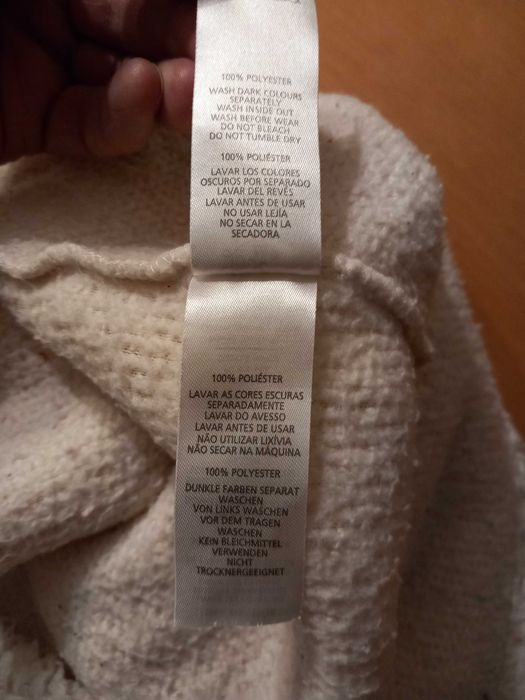 100% POLYESTER
WASH DARK COLOURS
SEPARATELY
WASH INSIDE OUT
WASH BEFORE WEAR
DO NOT BLEACH
DO NOT TUMBLE DRY
100% POLIÉSTER
LAVAR LOS COLORES
OSCUROS POR SEPARADO
LAVAR DEL REVÉS
LAVAR ANTES DE USAR
NO USAR LEJÍA
NO SECAR EN LA
SECADORA
100% POLIÉSTER
LAVAR AS CORES ESCURAS
SEPARADAMENTE
LAVAR DO AVESSO
LAVAR ANTES DE USAR
NÃO UTILIZAR LIXÍVIA
NÃO SECAR NA MÁQUINA
100% POLYESTER
DUNKLE FARBEN SEPARAT
WASCHEN
VON LINKS WASCHEN
VOR DEM TRAGEN
WASCHEN
KEIN BLEICHMITTEL
VERWENDEN
NICHT
TROCKNERGEEIGNET